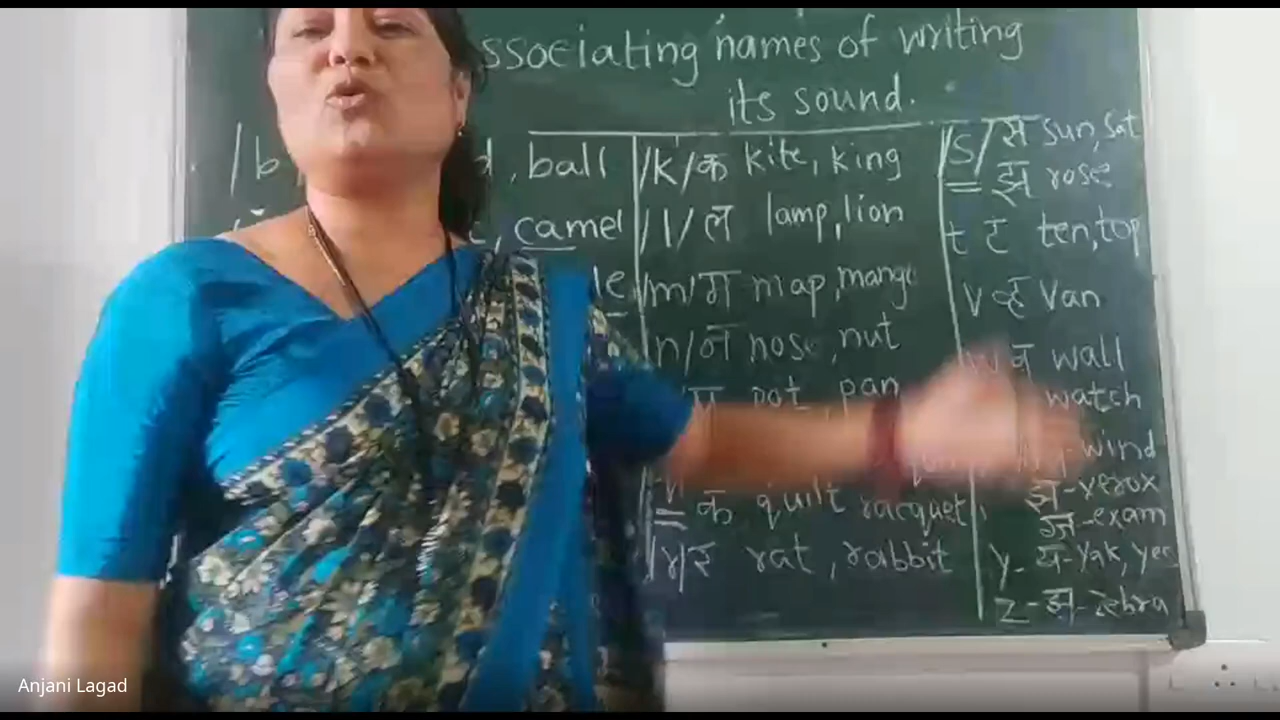 ssociating names of writing
its sound.
/b , ball
, camel
/k/ क kite, king
/l/ ल lamp, lion
/m/ म map, mango
n/ न nose, nut
प pot, pan
क quilt racquet
/r/ र rat, rabbit
/s/ स sun, sat
झ rose
t ट ten, top
v व्ह van
व wall
watch
wind
झ - xerox
ग्ज - exam
y - य - yak, yes
z - झ - zebra
Anjani Lagad